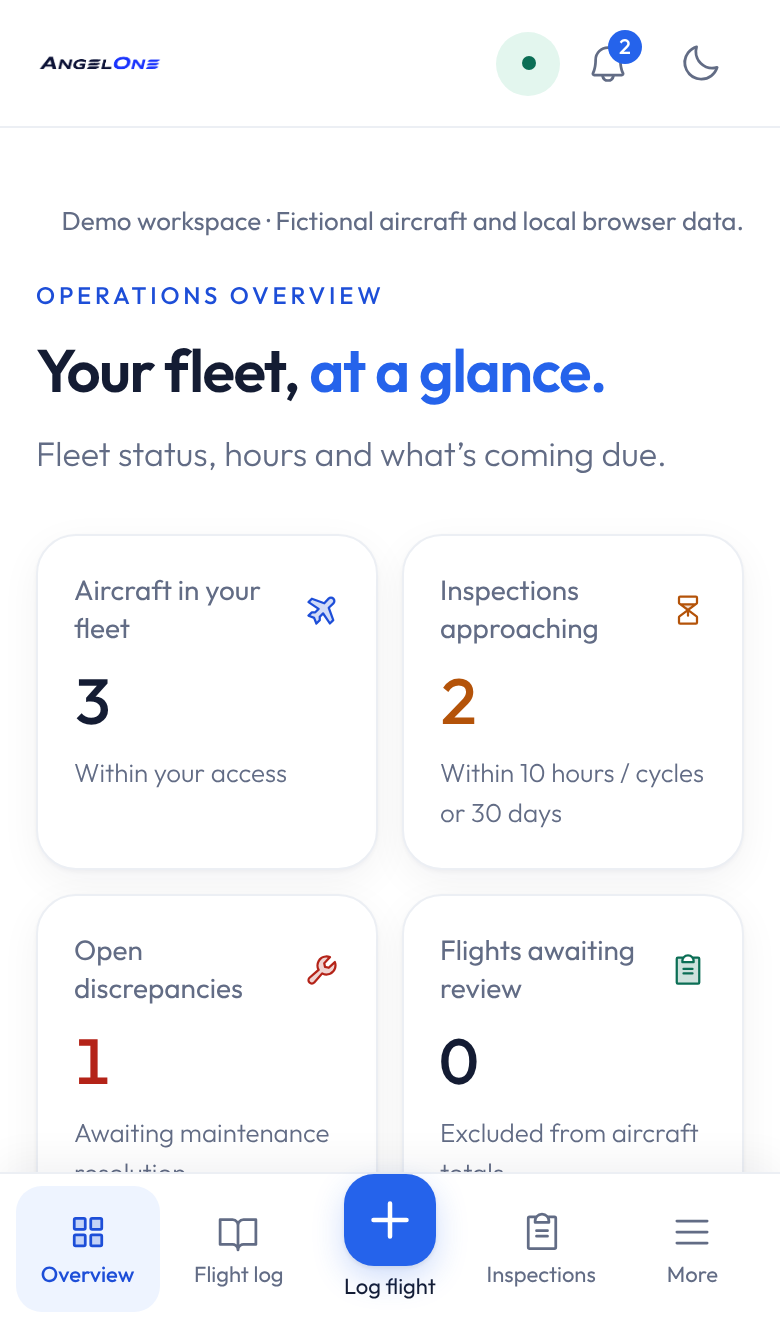 ANGELONE
2
Demo workspace · Fictional aircraft and local browser data.
OPERATIONS OVERVIEW
Your fleet, at a glance.
Fleet status, hours and what’s coming due.
Aircraft in your
fleet
3
Within your access
Inspections
approaching
2
Within 10 hours / cycles
or 30 days
Open
discrepancies
1
Awaiting maintenance
resolution
Flights awaiting
review
0
Excluded from aircraft
totals
Overview
Flight log
Log flight
Inspections
More